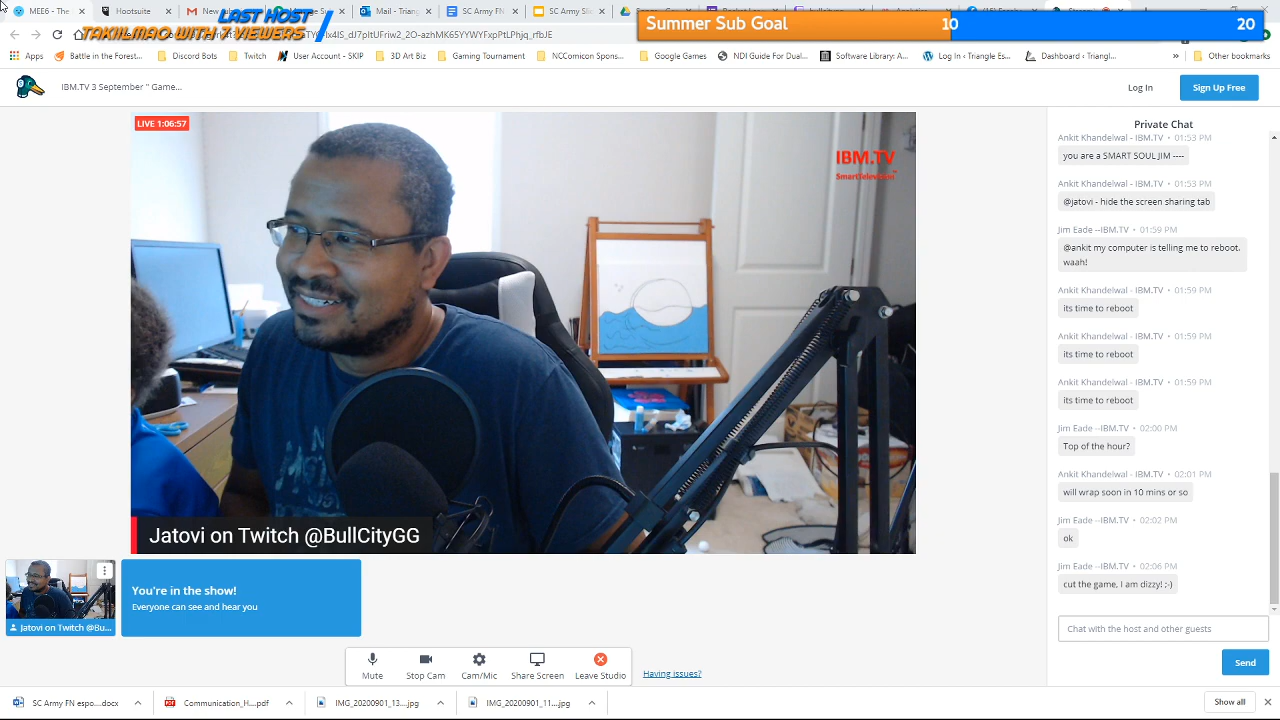 MEE6 - The
Hootsuite
Mail - Triang
SC Army FN
SC Army Sli
LAST HOST
TAKIILMAO WITH 7 VIEWERS
Summer Sub Goal
10
20
Apps
Battle in the Forest...
Discord Bots
Twitch
User Account - SKIP
3D Art Biz
Gaming Tournament
NCComicon Spons...
Google Games
NDI Guide For Dual...
Software Library: A...
Log In ‹ Triangle Es...
Dashboard ‹ Triangl...
»
Other bookmarks
IBM.TV 3 September " Game...
Log In
Sign Up Free
LIVE 1:06:57
IBM.TV
Jatovi on Twitch @BullCityGG
Jatovi on Twitch @Bu...
You're in the show!
Everyone can see and hear you
Mute
Stop Cam
Cam/Mic
Share Screen
Leave Studio
Having issues?
Private Chat
Ankit Khandelwal - IBM.TV • 01:53 PM
you are a SMART SOUL JIM ----
Ankit Khandelwal - IBM.TV • 01:53 PM
@jatovi - hide the screen sharing tab
Jim Eade --IBM.TV • 01:59 PM
@ankit my computer is telling me to reboot.
waah!
Ankit Khandelwal - IBM.TV • 01:59 PM
its time to reboot
Ankit Khandelwal - IBM.TV • 01:59 PM
its time to reboot
Ankit Khandelwal - IBM.TV • 01:59 PM
its time to reboot
Jim Eade --IBM.TV • 02:00 PM
Top of the hour?
Ankit Khandelwal - IBM.TV • 02:01 PM
will wrap soon in 10 mins or so
Jim Eade --IBM.TV • 02:02 PM
ok
Jim Eade --IBM.TV • 02:06 PM
cut the game, I am dizzy! ;-)
Chat with the host and other guests
Send
SC Army FN espo....docx
Communication_H....pdf
IMG_20200901_13....jpg
IMG_20200901_11....jpg
Show all